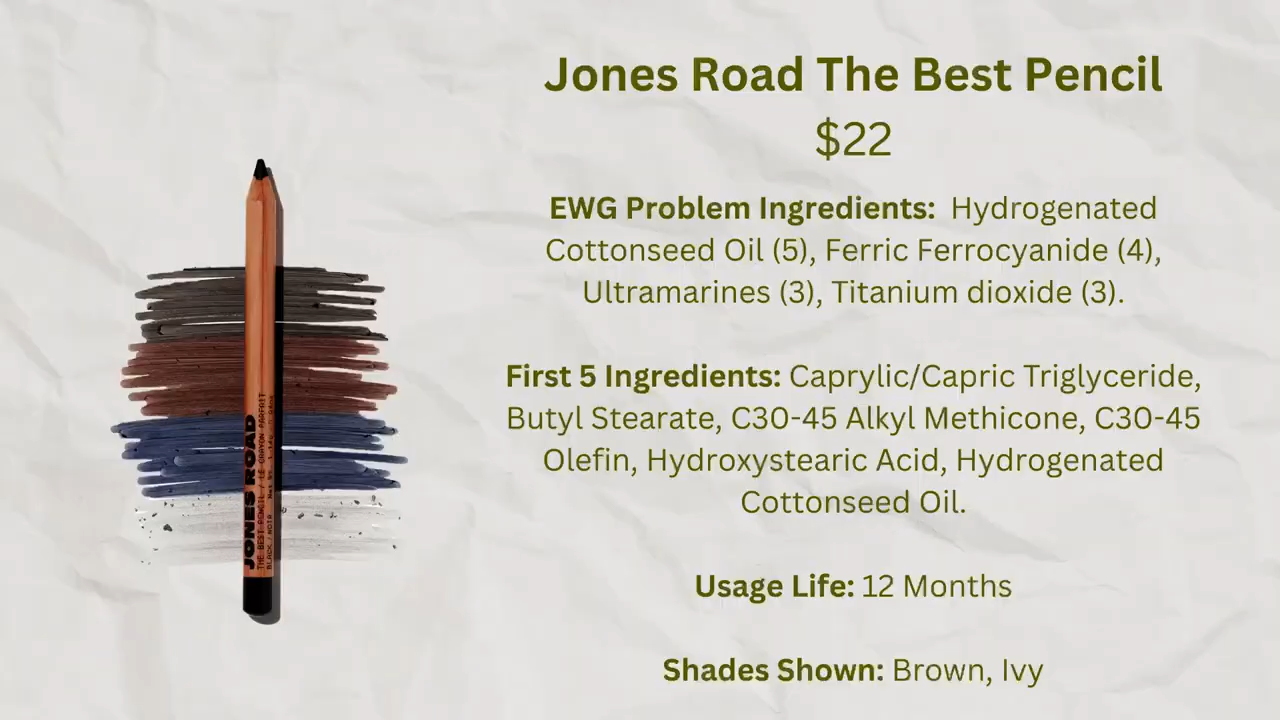 Jones Road The Best Pencil
$22
EWG Problem Ingredients: Hydrogenated
Cottonseed Oil (5), Ferric Ferrocyanide (4),
Ultramarines (3), Titanium dioxide (3).
First 5 Ingredients: Caprylic/Capric Triglyceride,
Butyl Stearate, C30-45 Alkyl Methicone, C30-45
Olefin, Hydroxystearic Acid, Hydrogenated
Cottonseed Oil.
Usage Life: 12 Months
Shades Shown: Brown, Ivy
JONES ROAD
THE BEST PENCIL / LE CRAYON PARFAIT
BLACK / NOIR